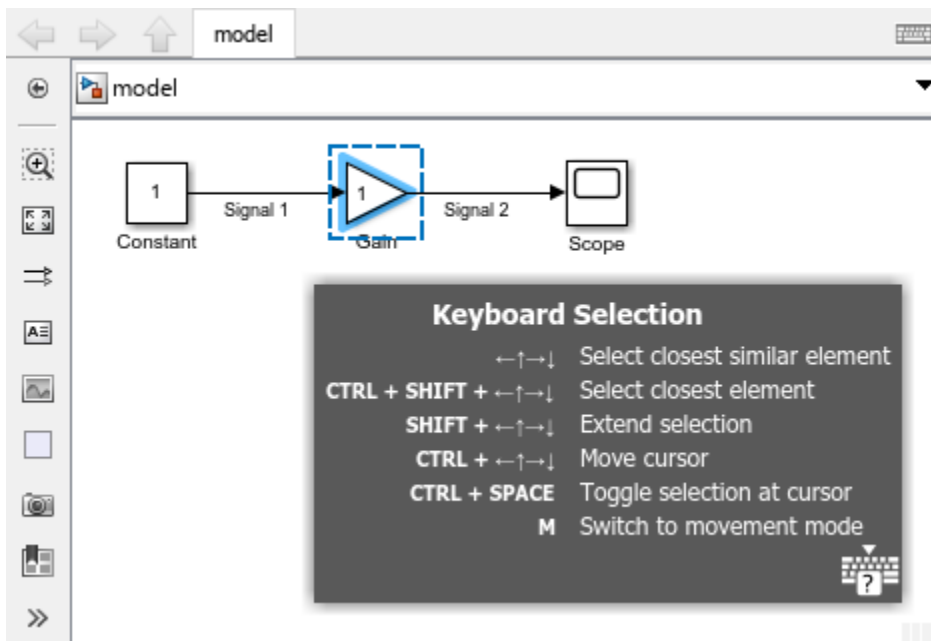 model
model
1
1
Signal 1
Signal 2
Constant
Gain
Scope
Keyboard Selection
←↑→↓ Select closest similar element
CTRL + SHIFT + ←↑→↓ Select closest element
SHIFT + ←↑→↓ Extend selection
CTRL + ←↑→↓ Move cursor
CTRL + SPACE Toggle selection at cursor
M Switch to movement mode
?